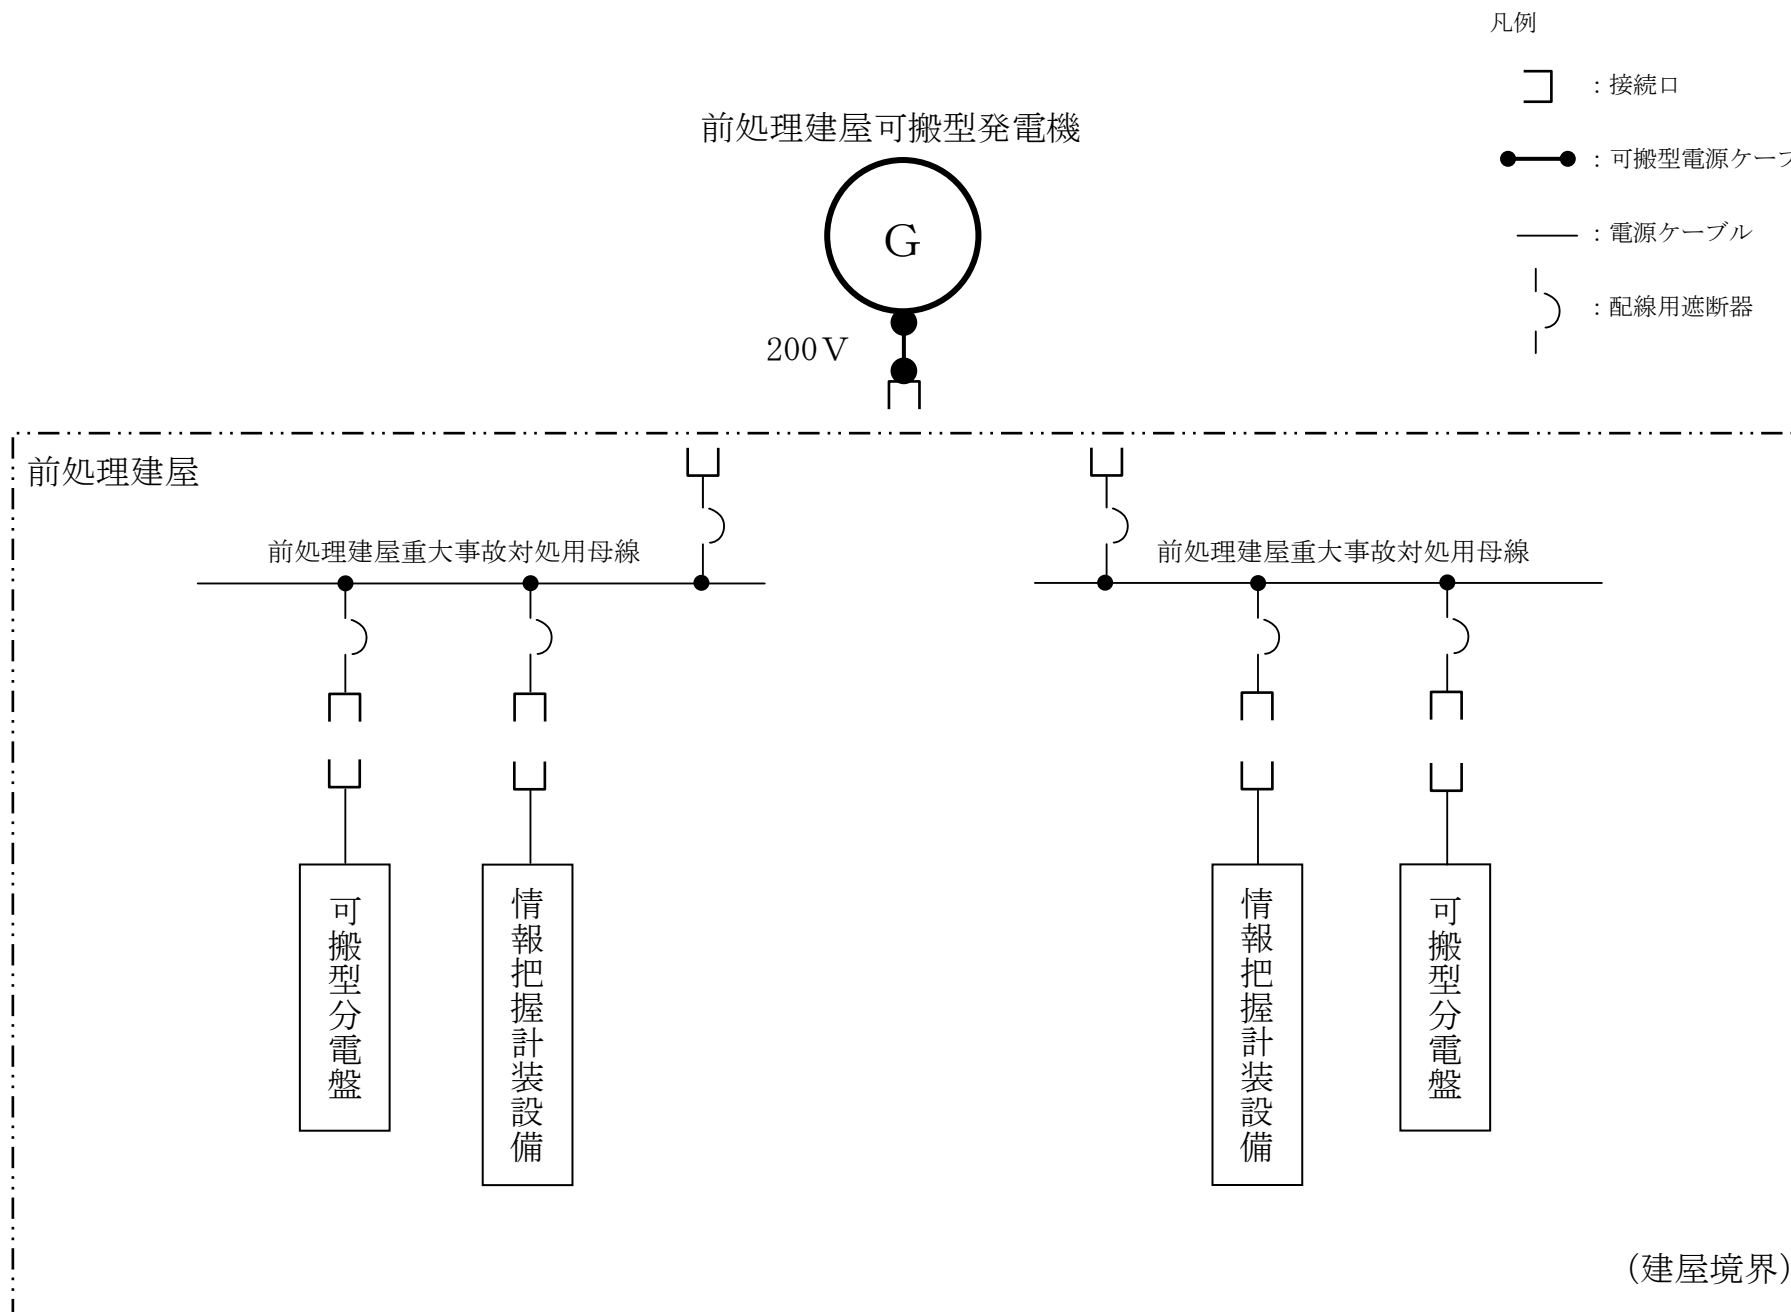 凡例
：接続口
：可搬型電源ケーブ
：電源ケーブル
：配線用遮断器
前処理建屋可搬型発電機
G
200V
前処理建屋
前処理建屋重大事故対処用母線
前処理建屋重大事故対処用母線
可搬型分電盤
情報把握計装設備
情報把握計装設備
可搬型分電盤
（建屋境界）